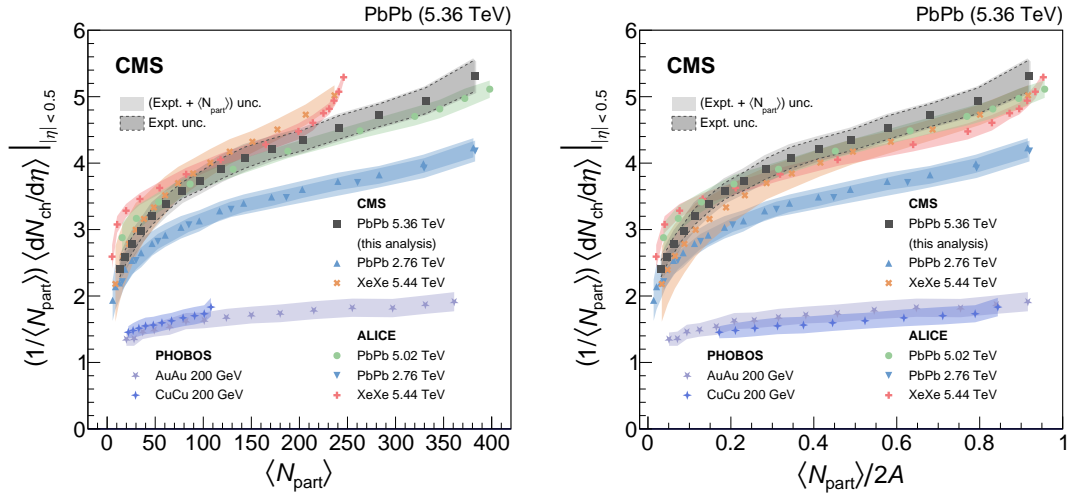 PbPb (5.36 TeV)
CMS
(Expt. + ⟨N_part⟩) unc.
Expt. unc.
(1/⟨N_part⟩) ⟨dN_ch/dη⟩| |η| < 0.5
6
5
4
3
2
1
0
CMS
PbPb 5.36 TeV
(this analysis)
PbPb 2.76 TeV
XeXe 5.44 TeV
PHOBOS
AuAu 200 GeV
CuCu 200 GeV
ALICE
PbPb 5.02 TeV
PbPb 2.76 TeV
XeXe 5.44 TeV
0 50 100 150 200 250 300 350 400
⟨N_part⟩
PbPb (5.36 TeV)
CMS
(Expt. + ⟨N_part⟩) unc.
Expt. unc.
(1/⟨N_part⟩) ⟨dN_ch/dη⟩| |η| < 0.5
6
5
4
3
2
1
0
CMS
PbPb 5.36 TeV
(this analysis)
PbPb 2.76 TeV
XeXe 5.44 TeV
PHOBOS
AuAu 200 GeV
CuCu 200 GeV
ALICE
PbPb 5.02 TeV
PbPb 2.76 TeV
XeXe 5.44 TeV
0 0.2 0.4 0.6 0.8 1
⟨N_part⟩/2A